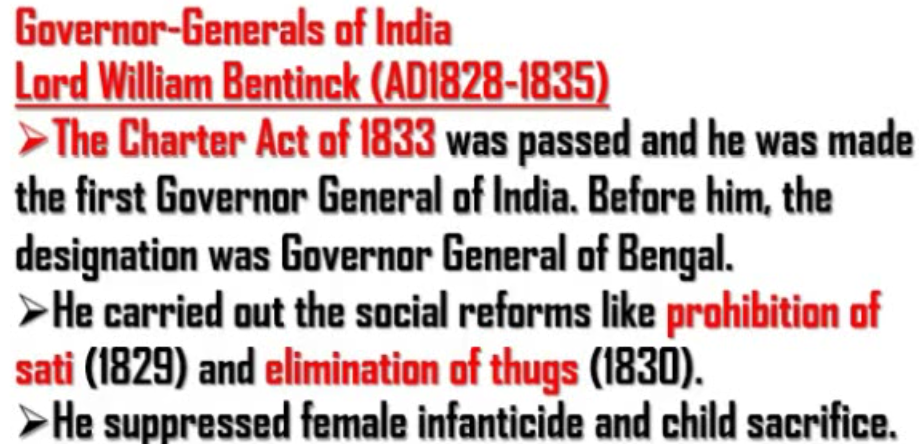 Governor-Generals of India
Lord William Bentinck (AD1828-1835)
➢The Charter Act of 1833 was passed and he was made
the first Governor General of India. Before him, the
designation was Governor General of Bengal.
➢He carried out the social reforms like prohibition of
sati (1829) and elimination of thugs (1830).
➢He suppressed female infanticide and child sacrifice.